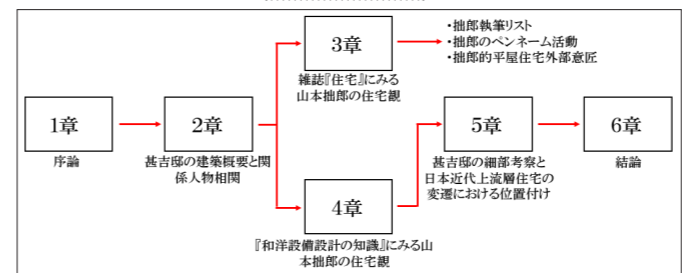 3章
雑誌『住宅』にみる
山本拙郎の住宅観
・拙郎執筆リスト
・拙郎のペンネーム活動
・拙郎的平屋住宅外部意匠
1章
序論
2章
甚吉邸の建築概要と関
係人物相関
5章
甚吉邸の細部考察と
日本近代上流層住宅の
変遷における位置付け
6章
結論
4章
『和洋設備設計の知識』にみる山
本拙郎の住宅観